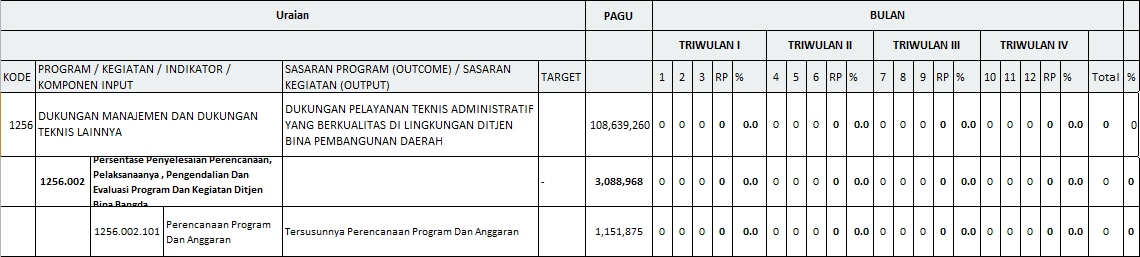 Uraian PAGU BULAN
TRIWULAN I TRIWULAN II TRIWULAN III TRIWULAN IV
KODE PROGRAM / KEGIATAN / INDIKATOR / KOMPONEN INPUT SASARAN PROGRAM (OUTCOME) / SASARAN KEGIATAN (OUTPUT) TARGET 1 2 3 RP % 4 5 6 RP % 7 8 9 RP % 10 11 12 RP % Total %
1256 DUKUNGAN MANAJEMEN DAN DUKUNGAN TEKNIS LAINNYA DUKUNGAN PELAYANAN TEKNIS ADMINISTRATIF YANG BERKUALITAS DI LINGKUNGAN DITJEN BINA PEMBANGUNAN DAERAH 108,639,260 0 0 0 0 0.0 0 0 0 0 0.0 0 0 0 0 0.0 0 0 0 0 0.0 0 0
1256.002 Persentase Penyelesaian Perencanaan, Pelaksanaanya , Pengendalian Dan Evaluasi Program Dan Kegiatan Ditjen Bina Bangda - 3,088,968 0 0 0 0 0.0 0 0 0 0 0.0 0 0 0 0 0.0 0 0 0 0 0.0 0 0
1256.002.101 Perencanaan Program Dan Anggaran Tersusunnya Perencanaan Program Dan Anggaran 1,151,875 0 0 0 0 0.0 0 0 0 0 0.0 0 0 0 0 0.0 0 0 0 0 0.0 0 0